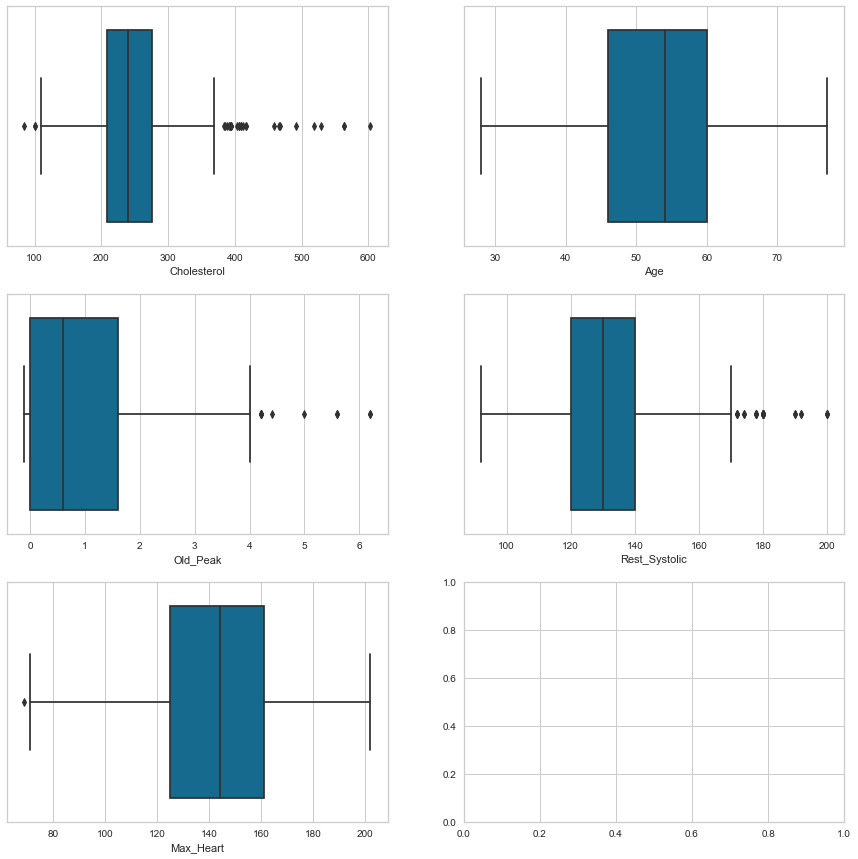 100 200 300 400 500 600
Cholesterol
30 40 50 60 70
Age
0 1 2 3 4 5 6
Old_Peak
100 120 140 160 180 200
Rest_Systolic
80 100 120 140 160 180 200
Max_Heart
1.0
0.8
0.6
0.4
0.2
0.0
0.0 0.2 0.4 0.6 0.8 1.0